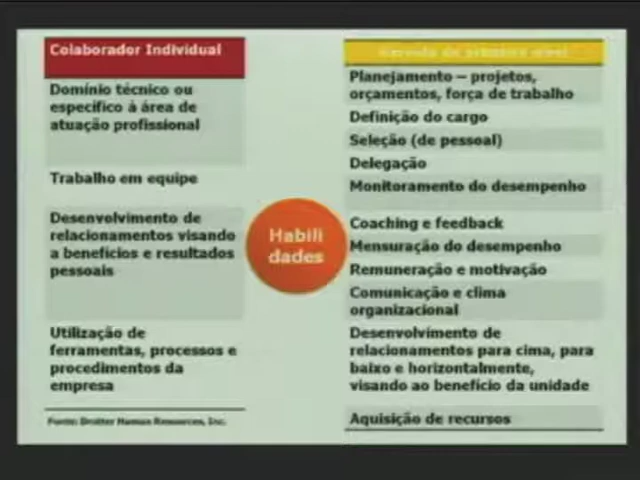 Colaborador Individual
Domínio técnico ou
específico à área de
atuação profissional
Trabalho em equipe
Desenvolvimento de
relacionamentos visando
a benefícios e resultados
pessoais
Utilização de
ferramentas, processos e
procedimentos da
empresa
Fonte: Drotter Human Resources, Inc.
Habili
dades
Planejamento – projetos,
orçamentos, força de trabalho
Definição do cargo
Seleção (de pessoal)
Delegação
Monitoramento do desempenho
Coaching e feedback
Mensuração do desempenho
Remuneração e motivação
Comunicação e clima
organizacional
Desenvolvimento de
relacionamentos para cima, para
baixo e horizontalmente,
visando ao benefício da unidade
Aquisição de recursos